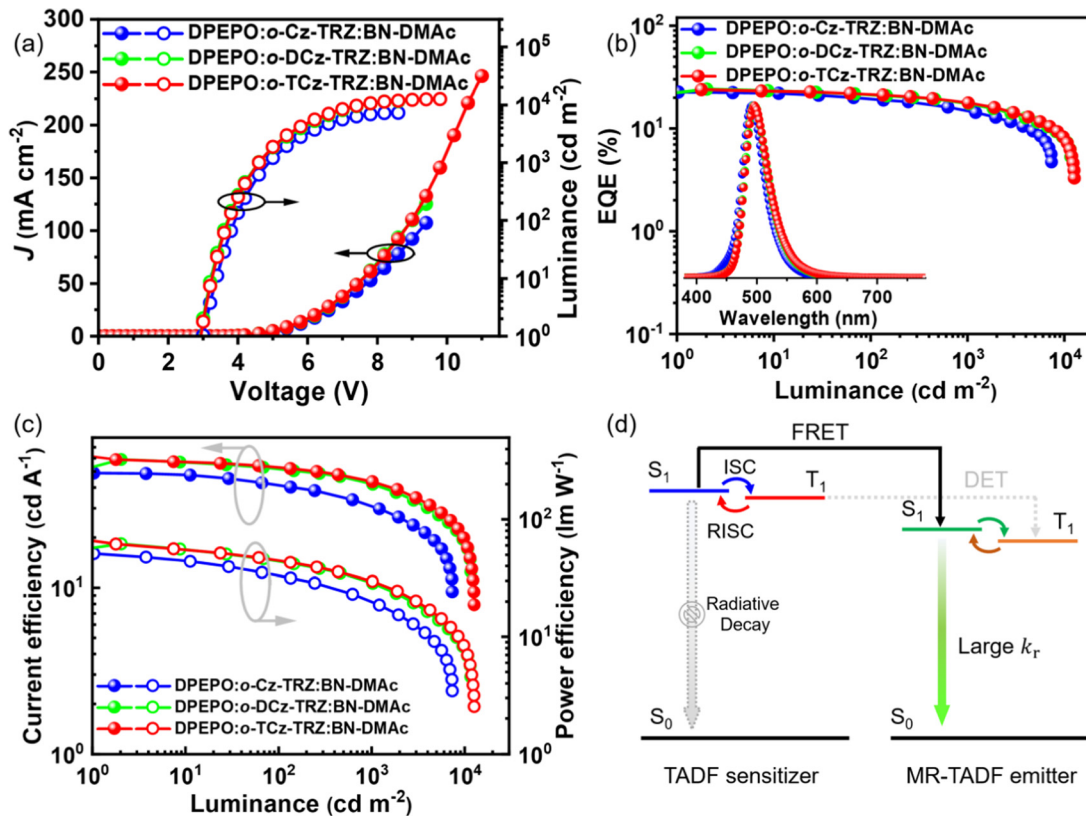 (a)
DPEPO:o-Cz-TRZ:BN-DMAc
DPEPO:o-DCz-TRZ:BN-DMAc
DPEPO:o-TCz-TRZ:BN-DMAc
300
250
200
150
100
50
0
J (mA cm⁻²)
0 2 4 6 8 10
Voltage (V)
10⁵
10⁴
10³
10²
10¹
10⁰
Luminance (cd m⁻²)
(b)
DPEPO:o-Cz-TRZ:BN-DMAc
DPEPO:o-DCz-TRZ:BN-DMAc
DPEPO:o-TCz-TRZ:BN-DMAc
10²
10¹
10⁰
10⁻¹
EQE (%)
400 500 600 700
Wavelength (nm)
10⁰ 10¹ 10² 10³ 10⁴
Luminance (cd m⁻²)
(c)
10¹
10⁰
Current efficiency (cd A⁻¹)
10²
10¹
10⁰
Power efficiency (lm W⁻¹)
DPEPO:o-Cz-TRZ:BN-DMAc
DPEPO:o-DCz-TRZ:BN-DMAc
DPEPO:o-TCz-TRZ:BN-DMAc
10⁰ 10¹ 10² 10³ 10⁴
Luminance (cd m⁻²)
(d)
FRET
S₁
ISC
T₁
RISC
DET
S₁
T₁
Radiative
Decay
Large kᵣ
S₀
S₀
TADF sensitizer
MR-TADF emitter